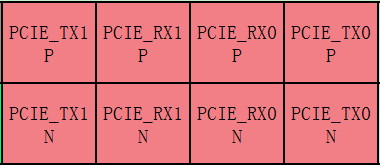 PCIE_TX1
P
PCIE_RX1
P
PCIE_RX0
P
PCIE_TX0
P
PCIE_TX1
N
PCIE_RX1
N
PCIE_RX0
N
PCIE_TX0
N